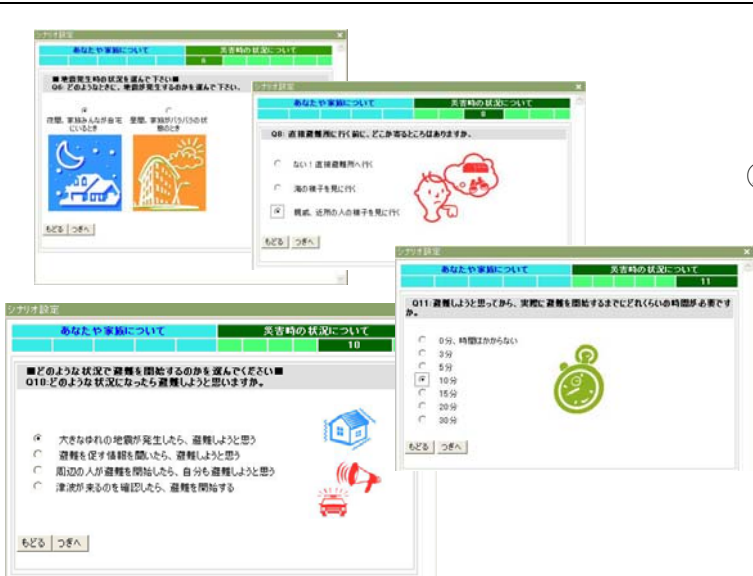 シナリオ設定
あなたや家族について
災害時の状況について
6
■地震発生時の状況を選んで下さい■
Q6: どのようなときに、地震が発生するのかを選んで下さい。
夜間、家族みんなが自宅にいるとき
昼間、家族がバラバラの状態のとき
もどる
つぎへ
シナリオ設定
あなたや家族について
災害時の状況について
8
Q8: 直接避難所に行く前に、どこか寄るところはありますか。
ない！直接避難所へ行く
海の様子を見に行く
親戚、近所の人の様子を見に行く
もどる
つぎへ
シナリオ設定
あなたや家族について
災害時の状況について
11
Q11: 避難しようと思ってから、実際に避難を開始するまでにどれくらいの時間が必要です
か。
0分、時間はかからない
3分
5分
10分
15分
20分
30分
もどる
つぎへ
シナリオ設定
あなたや家族について
災害時の状況について
10
■どのような状況で避難を開始するのかを選んでください■
Q10:どのような状況になったら避難しようと思いますか。
大きなゆれの地震が発生したら、避難しようと思う
避難を促す情報を聞いたら、避難しようと思う
周辺の人が避難を開始したら、自分も避難しようと思う
津波が来るのを確認したら、避難を開始する
もどる
つぎへ